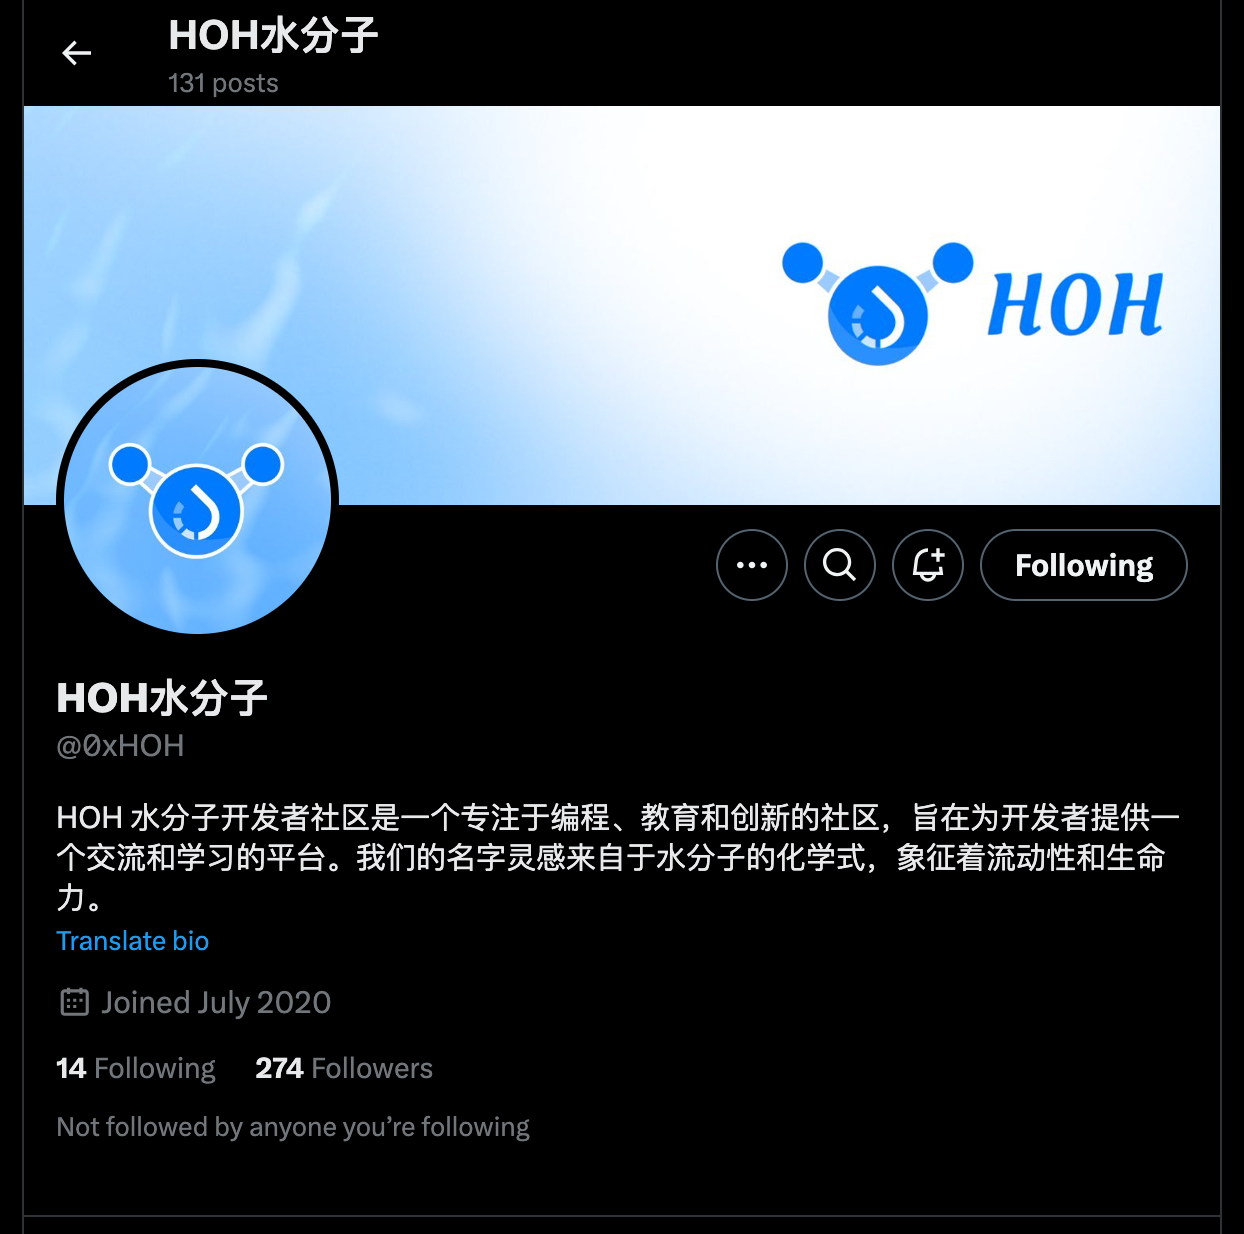 HOH水分子
131 posts
HOH
Following
HOH水分子
@0xHOH
HOH 水分子开发者社区是一个专注于编程、教育和创新的社区，旨在为开发者提供一
个交流和学习的平台。我们的名字灵感来自于水分子的化学式，象征着流动性和生命
力。
Translate bio
Joined July 2020
14 Following 274 Followers
Not followed by anyone you’re following